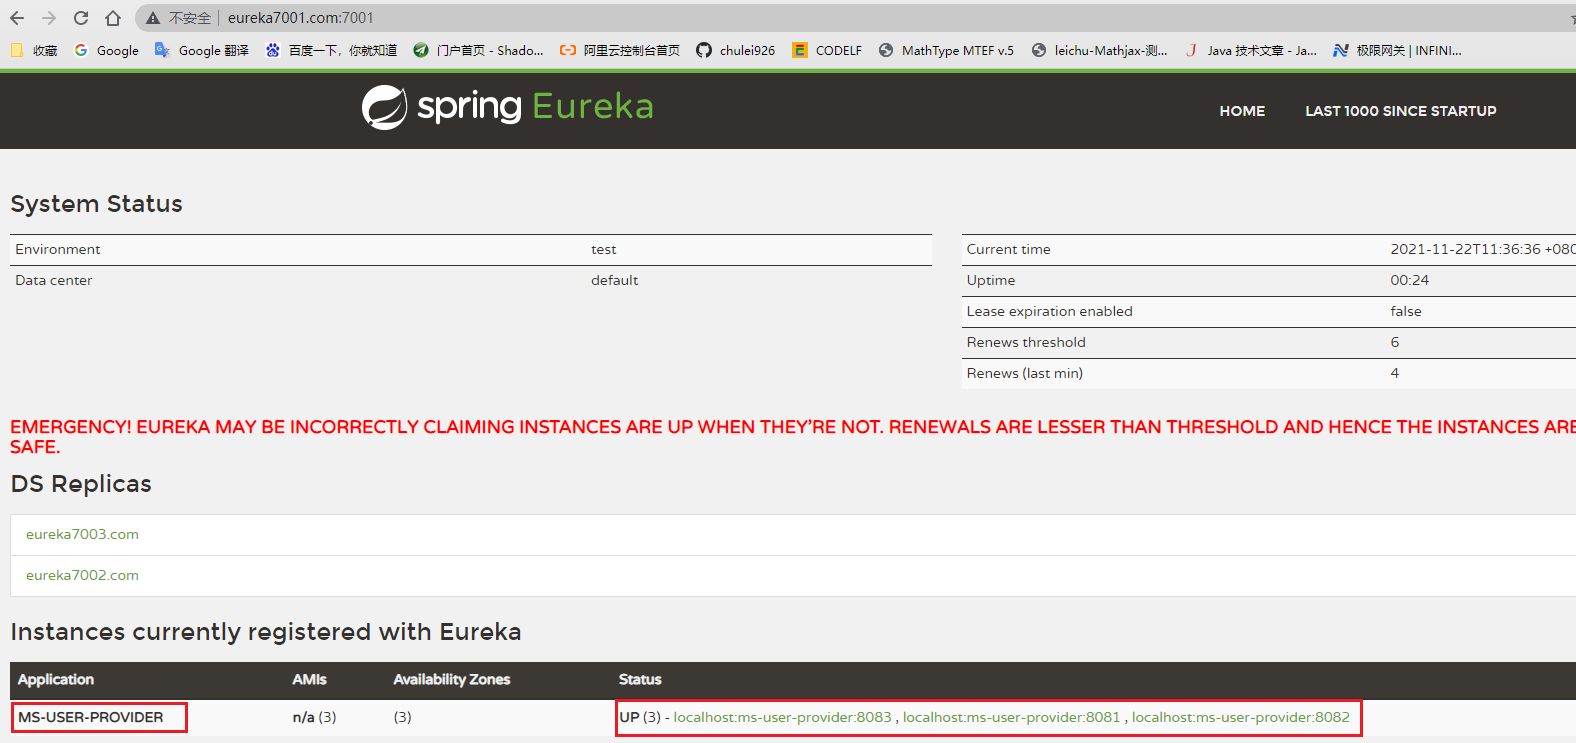 不安全 | eureka7001.com:7001
收藏 Google Google 翻译 百度一下，你就知道 门户首页 - Shado... 阿里云控制台首页 chulei926 CODELF MathType MTEF v.5 leichu-Mathjax-测... Java 技术文章 - Ja... 极限网关 | INFINI...
spring Eureka HOME LAST 1000 SINCE STARTUP
System Status
Environment test
Data center default
Current time 2021-11-22T11:36:36 +080
Uptime 00:24
Lease expiration enabled false
Renews threshold 6
Renews (last min) 4
EMERGENCY! EUREKA MAY BE INCORRECTLY CLAIMING INSTANCES ARE UP WHEN THEY'RE NOT. RENEWALS ARE LESSER THAN THRESHOLD AND HENCE THE INSTANCES ARE
SAFE.
DS Replicas
eureka7003.com
eureka7002.com
Instances currently registered with Eureka
Application AMIs Availability Zones Status
MS-USER-PROVIDER n/a (3) (3) UP (3) - localhost:ms-user-provider:8083 , localhost:ms-user-provider:8081 , localhost:ms-user-provider:8082